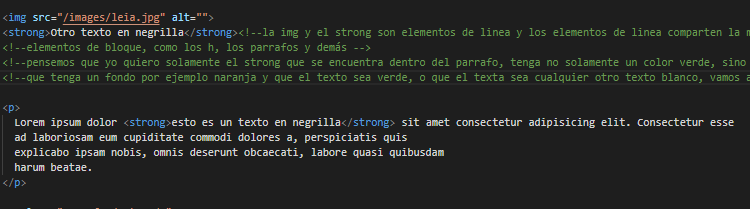 <img src="/images/leia.jpg" alt="">
<strong>Otro texto en negrilla</strong><!--la img y el strong son elementos de linea y los elementos de linea comparten la
<!--elementos de bloque, como los h, los parrafos y demás -->
<!--pensemos que yo quiero solamente el strong que se encuentra dentro del parrafo, tenga no solamente un color verde, sino
<!--que tenga un fondo por ejemplo naranja y que el texto sea verde, o que el texta sea cualquier otro texto blanco, vamos a
<p>
Lorem ipsum dolor <strong>esto es un texto en negrilla</strong> sit amet consectetur adipisicing elit. Consectetur esse
ad laboriosam eum cupiditate commodi dolores a, perspiciatis quis
explicabo ipsam nobis, omnis deserunt obcaecati, labore quasi quibusdam
harum beatae.
</p>